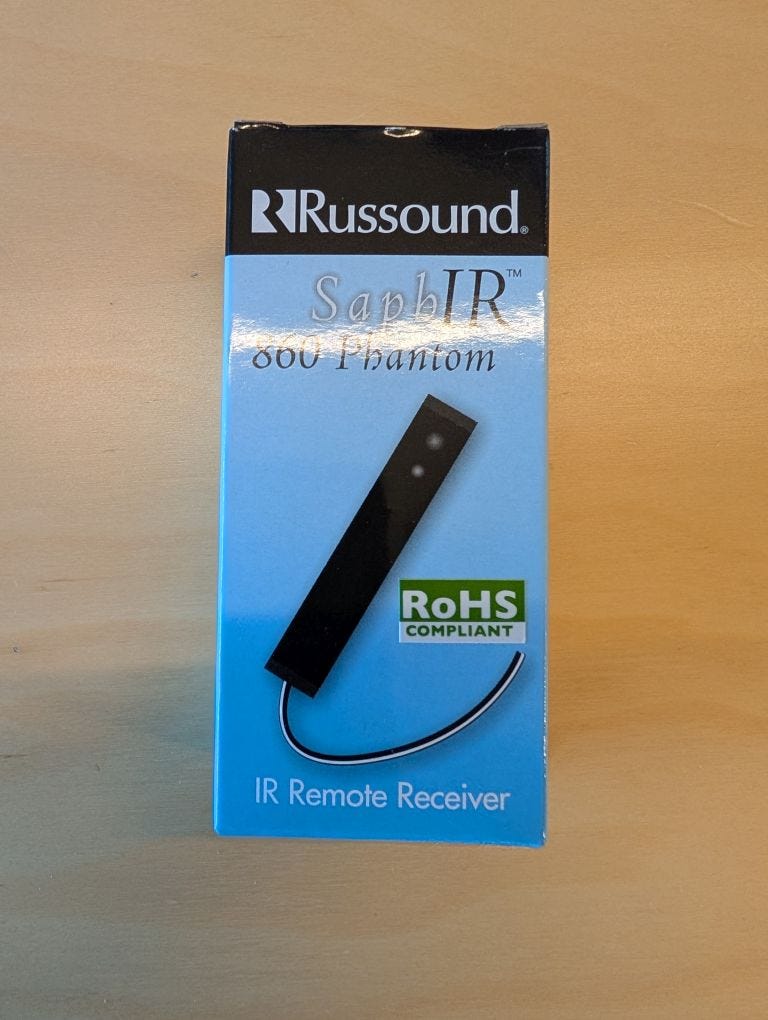 Russound®
SaphIR™
860 Phantom
RoHS
COMPLIANT
IR Remote Receiver